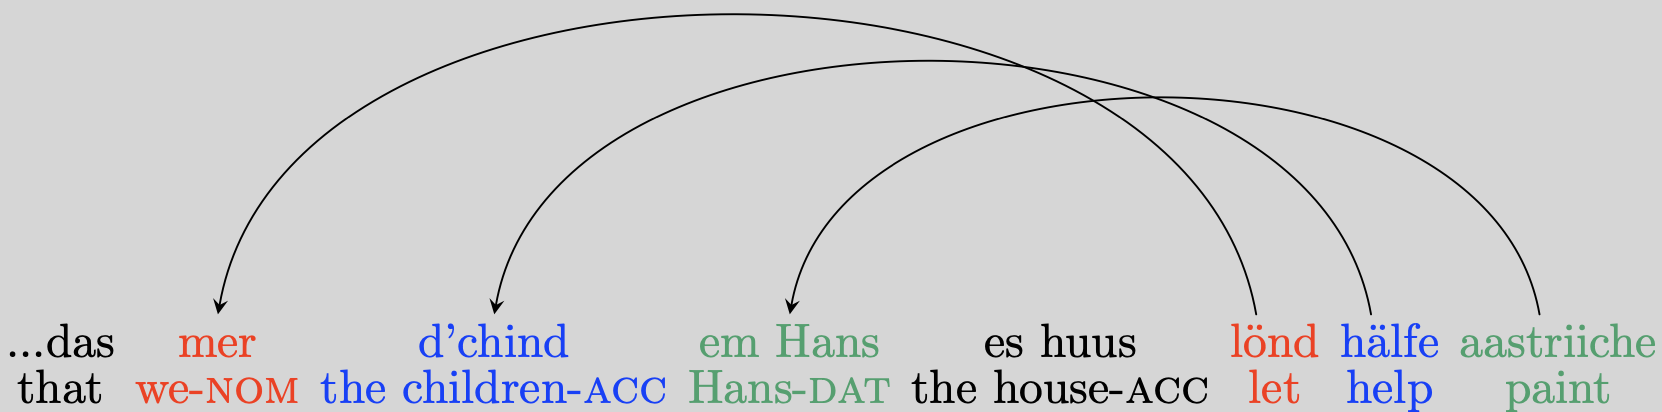 ...das mer d'chind em Hans es huus lönd hälfe aastriiche
that we-NOM the children-ACC Hans-DAT the house-ACC let help paint